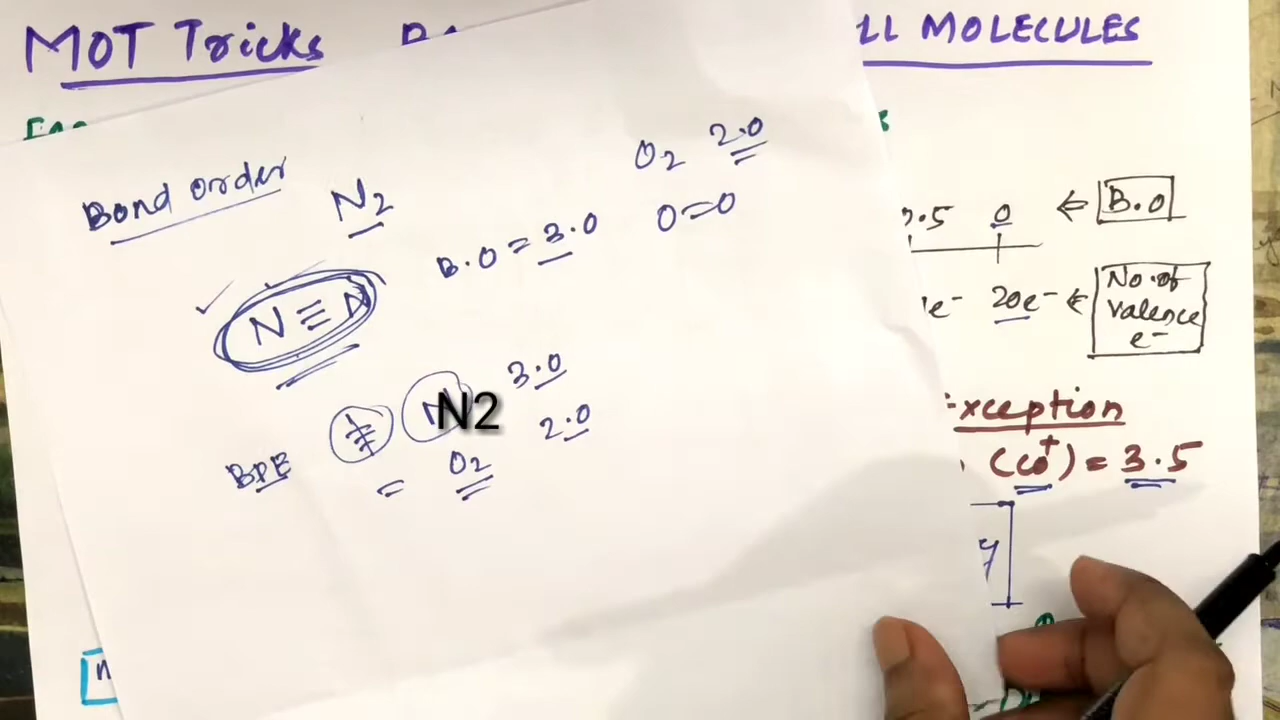 MOT Tricks
LL MOLECULES
Bond order
N2
O2 2.0
B.O = 3.0
O=O
N≡N
.5 0 ← B.O
e- 20e- ← No. of valence e-
3.0
N2
2.0
BPE
= O2
Exception
(CO+) = 3.5
y